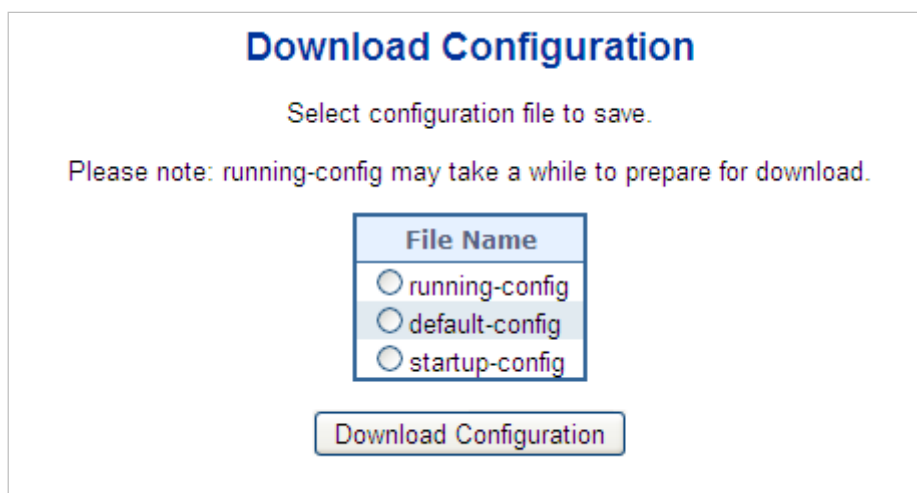 Download Configuration
Select configuration file to save.
Please note: running-config may take a while to prepare for download.
File Name
running-config
default-config
startup-config
Download Configuration